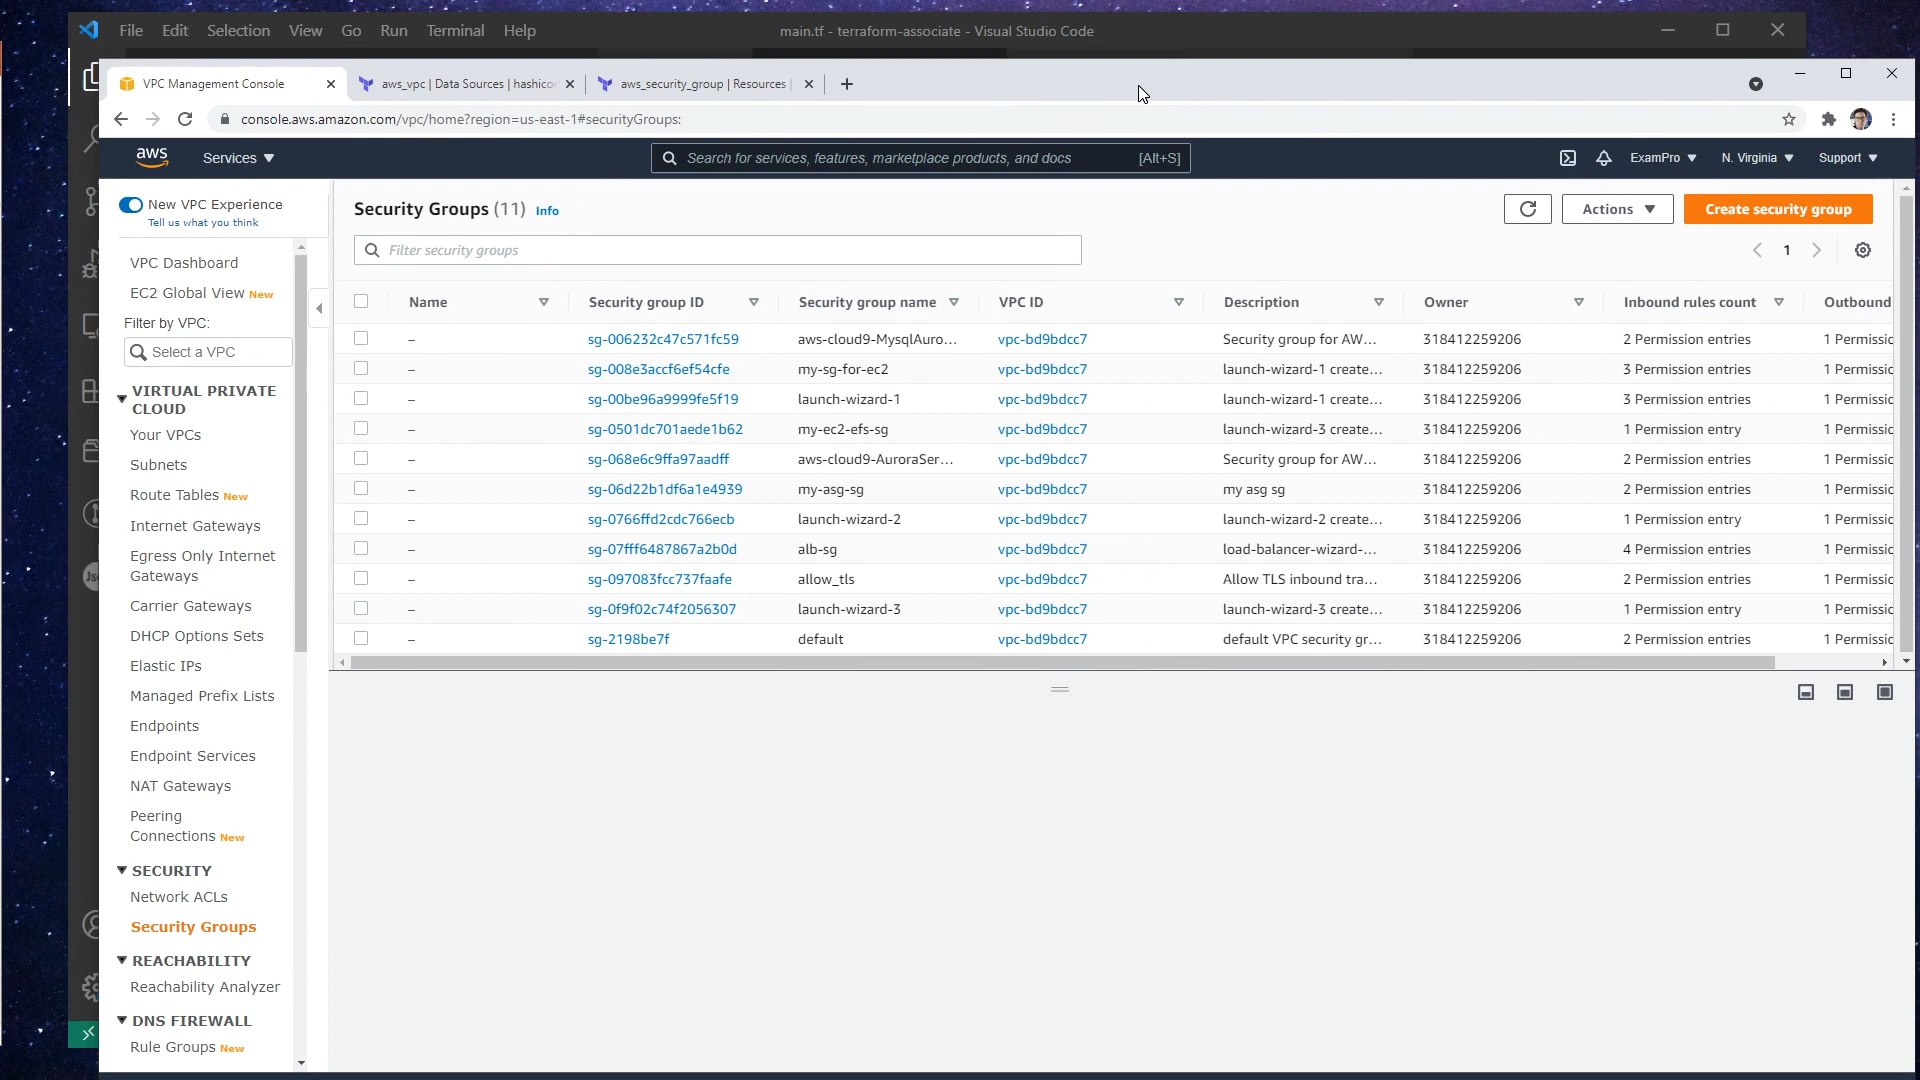 File Edit Selection View Go Run Terminal Help
main.tf - terraform-associate - Visual Studio Code
VPC Management Console
aws_vpc | Data Sources | hashico
aws_security_group | Resources |
console.aws.amazon.com/vpc/home?region=us-east-1#securityGroups:
aws Services Search for services, features, marketplace products, and docs [Alt+S] ExamPro N. Virginia Support
New VPC Experience
Tell us what you think
VPC Dashboard
EC2 Global View New
Filter by VPC:
Select a VPC
VIRTUAL PRIVATE
CLOUD
Your VPCs
Subnets
Route Tables New
Internet Gateways
Egress Only Internet
Gateways
Carrier Gateways
DHCP Options Sets
Elastic IPs
Managed Prefix Lists
Endpoints
Endpoint Services
NAT Gateways
Peering
Connections New
SECURITY
Network ACLs
Security Groups
REACHABILITY
Reachability Analyzer
DNS FIREWALL
Rule Groups New
Security Groups (11) Info
Actions
Create security group
Filter security groups
1
Name Security group ID Security group name VPC ID Description Owner Inbound rules count Outbound
– sg-006232c47c571fc59 aws-cloud9-MysqlAuro... vpc-bd9bdcc7 Security group for AW... 318412259206 2 Permission entries 1 Permissic
– sg-008e3accf6ef54cfe my-sg-for-ec2 vpc-bd9bdcc7 launch-wizard-1 create... 318412259206 3 Permission entries 1 Permissic
– sg-00be96a9999fe5f19 launch-wizard-1 vpc-bd9bdcc7 launch-wizard-1 create... 318412259206 3 Permission entries 1 Permissic
– sg-0501dc701aede1b62 my-ec2-efs-sg vpc-bd9bdcc7 launch-wizard-3 create... 318412259206 1 Permission entry 1 Permissic
– sg-068e6c9ffa97aadff aws-cloud9-AuroraSer... vpc-bd9bdcc7 Security group for AW... 318412259206 2 Permission entries 1 Permissic
– sg-06d22b1df6a1e4939 my-asg-sg vpc-bd9bdcc7 my asg sg 318412259206 2 Permission entries 1 Permissic
– sg-0766ffd2cdc766ecb launch-wizard-2 vpc-bd9bdcc7 launch-wizard-2 create... 318412259206 1 Permission entry 1 Permissic
– sg-07fff6487867a2b0d alb-sg vpc-bd9bdcc7 load-balancer-wizard-... 318412259206 4 Permission entries 1 Permissic
– sg-097083fcc737faafe allow_tls vpc-bd9bdcc7 Allow TLS inbound tra... 318412259206 2 Permission entries 1 Permissic
– sg-0f9f02c74f2056307 launch-wizard-3 vpc-bd9bdcc7 launch-wizard-3 create... 318412259206 1 Permission entry 1 Permissic
– sg-2198be7f default vpc-bd9bdcc7 default VPC security gr... 318412259206 2 Permission entries 1 Permissic